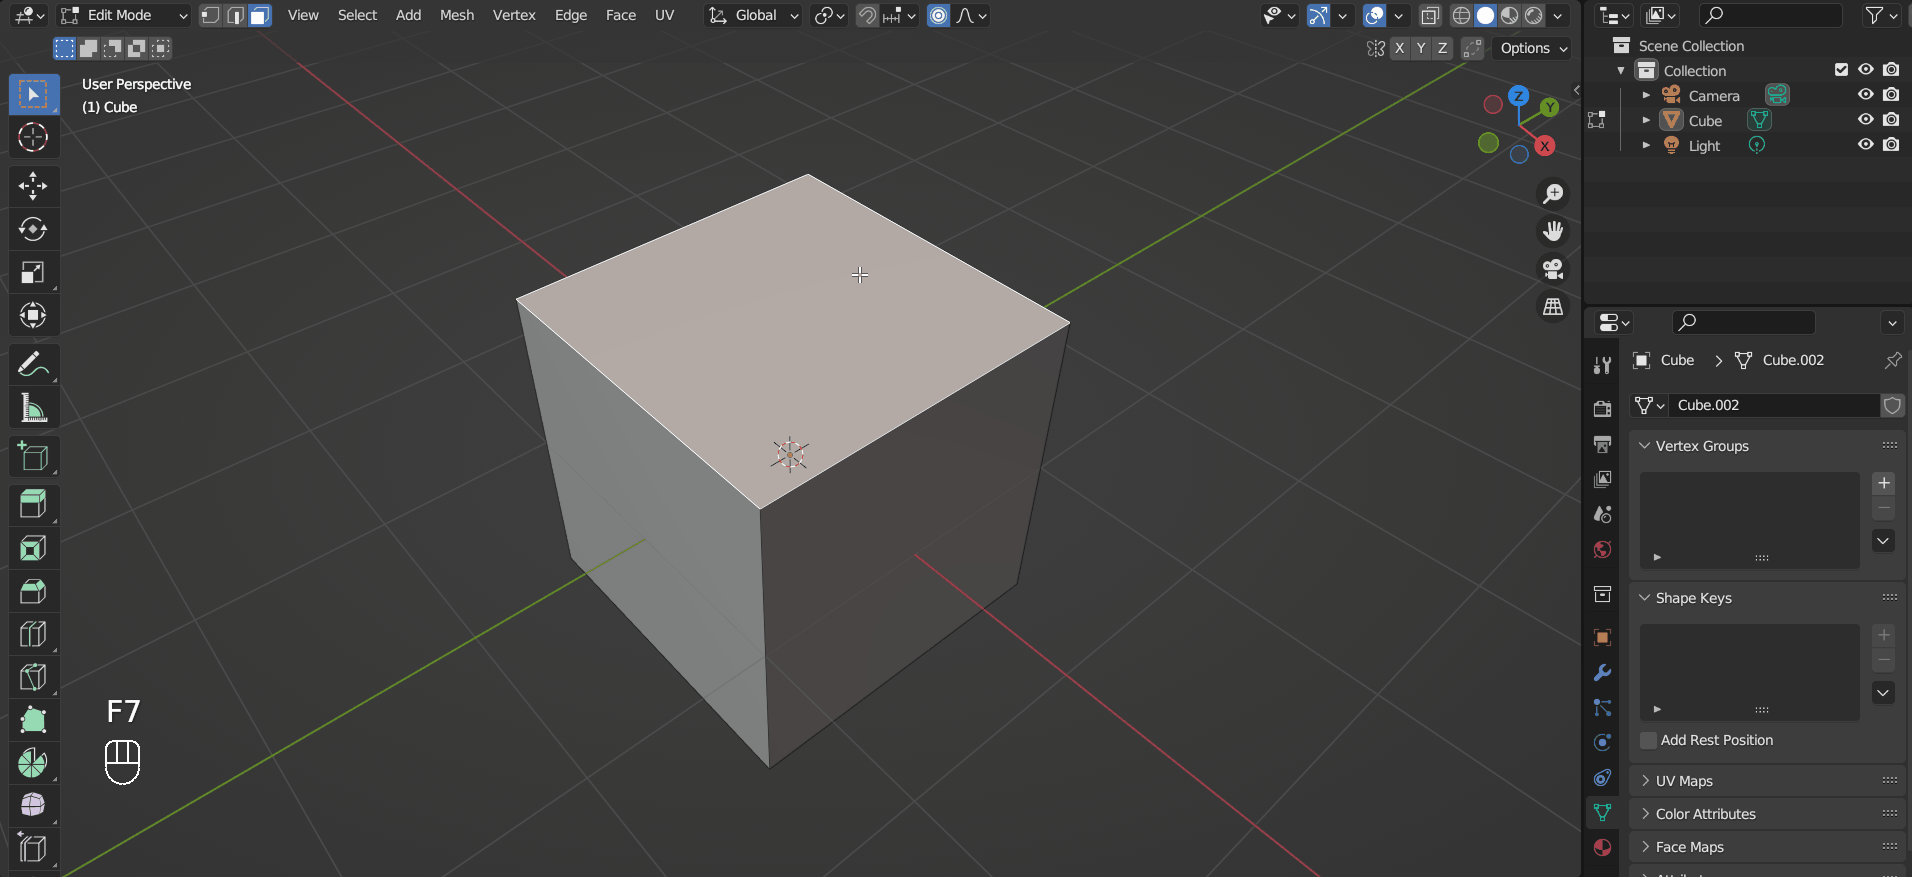 Edit Mode
View Select Add Mesh Vertex Edge Face UV
Global
X Y Z
Options
User Perspective
(1) Cube
Z
Y
X
F7
Scene Collection
Collection
Camera
Cube
Light
Cube > Cube.002
Cube.002
Vertex Groups
Shape Keys
Add Rest Position
UV Maps
Color Attributes
Face Maps